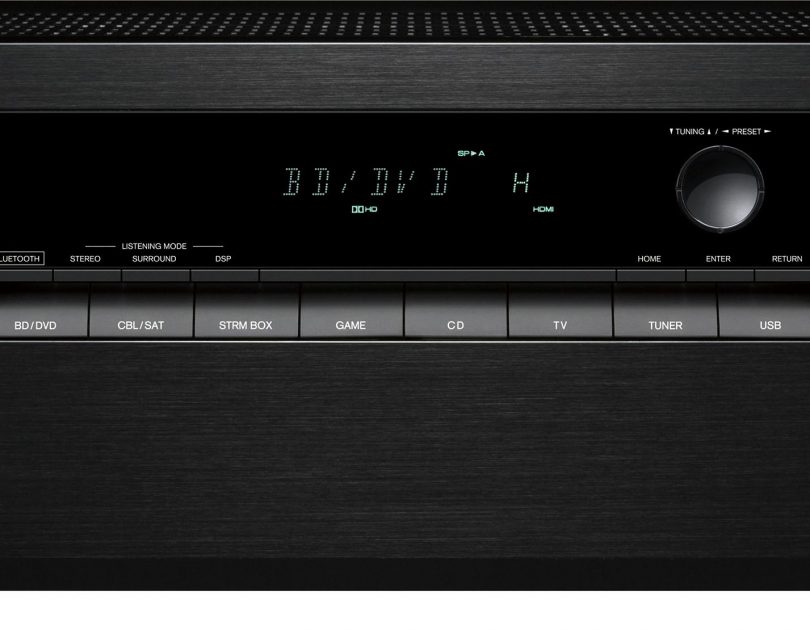 ▼ TUNING ▲ / ◄ PRESET ►
SP►A
BD/DVD H
DD HD HDMI
LUETOOTH
LISTENING MODE
STEREO SURROUND DSP
HOME ENTER RETURN
BD/DVD CBL/SAT STRM BOX GAME CD TV TUNER USB